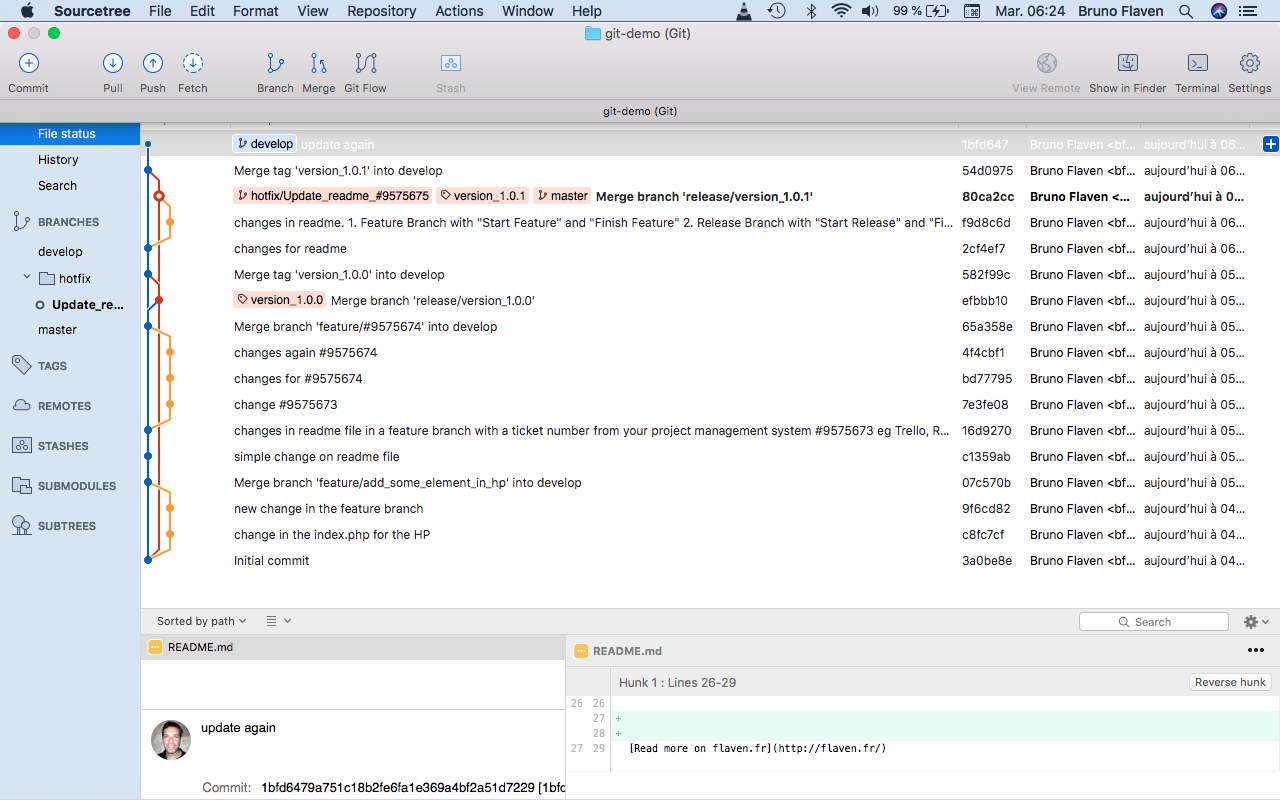 Sourcetree File Edit Format View Repository Actions Window Help 99 % Mar. 06:24 Bruno Flaven
git-demo (Git)
Commit Pull Push Fetch Branch Merge Git Flow Stash View Remote Show in Finder Terminal Settings
git-demo (Git)
File status
History
Search
BRANCHES
develop
hotfix
Update_re...
master
TAGS
REMOTES
STASHES
SUBMODULES
SUBTREES
develop update again 1bfd647 Bruno Flaven <bf... aujourd'hui à 06...
Merge tag 'version_1.0.1' into develop 54d0975 Bruno Flaven <bf... aujourd'hui à 06...
hotfix/Update_readme_#9575675 version_1.0.1 master Merge branch 'release/version_1.0.1' 80ca2cc Bruno Flaven <... aujourd'hui à 0...
changes in readme. 1. Feature Branch with "Start Feature" and "Finish Feature" 2. Release Branch with "Start Release" and "Fi... f9d8c6d Bruno Flaven <bf... aujourd'hui à 06...
changes for readme 2cf4ef7 Bruno Flaven <bf... aujourd'hui à 06...
Merge tag 'version_1.0.0' into develop 582f99c Bruno Flaven <bf... aujourd'hui à 06...
version_1.0.0 Merge branch 'release/version_1.0.0' efbbb10 Bruno Flaven <bf... aujourd'hui à 05...
Merge branch 'feature/#9575674' into develop 65a358e Bruno Flaven <bf... aujourd'hui à 05...
changes again #9575674 4f4cbf1 Bruno Flaven <bf... aujourd'hui à 05...
changes for #9575674 bd77795 Bruno Flaven <bf... aujourd'hui à 05...
change #9575673 7e3fe08 Bruno Flaven <bf... aujourd'hui à 05...
changes in readme file in a feature branch with a ticket number from your project management system #9575673 eg Trello, R... 16d9270 Bruno Flaven <bf... aujourd'hui à 05...
simple change on readme file c1359ab Bruno Flaven <bf... aujourd'hui à 05...
Merge branch 'feature/add_some_element_in_hp' into develop 07c570b Bruno Flaven <bf... aujourd'hui à 05...
new change in the feature branch 9f6cd82 Bruno Flaven <bf... aujourd'hui à 04...
change in the index.php for the HP c8fc7cf Bruno Flaven <bf... aujourd'hui à 04...
Initial commit 3a0be8e Bruno Flaven <bf... aujourd'hui à 04...
Sorted by path Search
README.md
update again
Commit: 1bfd6479a751c18b2fe6fa1e369a4bf2a51d7229 [1bfd
README.md
Hunk 1 : Lines 26-29 Reverse hunk
26 26
27 +
28 +
27 29 [Read more on flaven.fr](http://flaven.fr/)